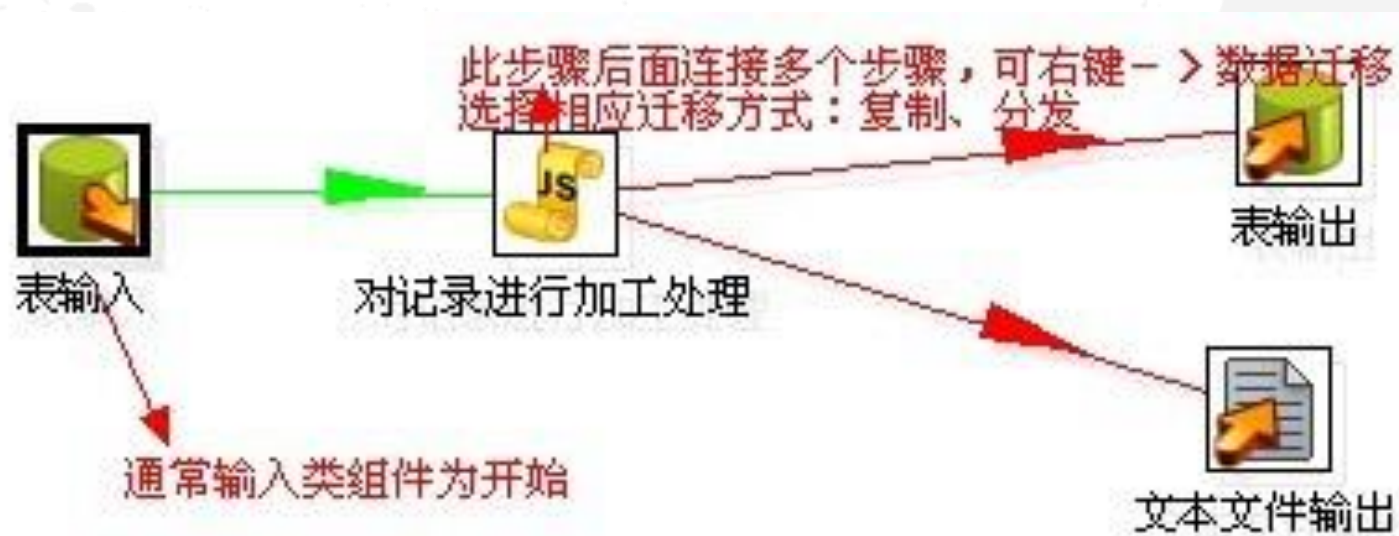 此步骤后面连接多个步骤，可右键－＞数据迁移
选择相应迁移方式：复制、分发
JS
表输出
表输入
对记录进行加工处理
通常输入类组件为开始
文本文件输出